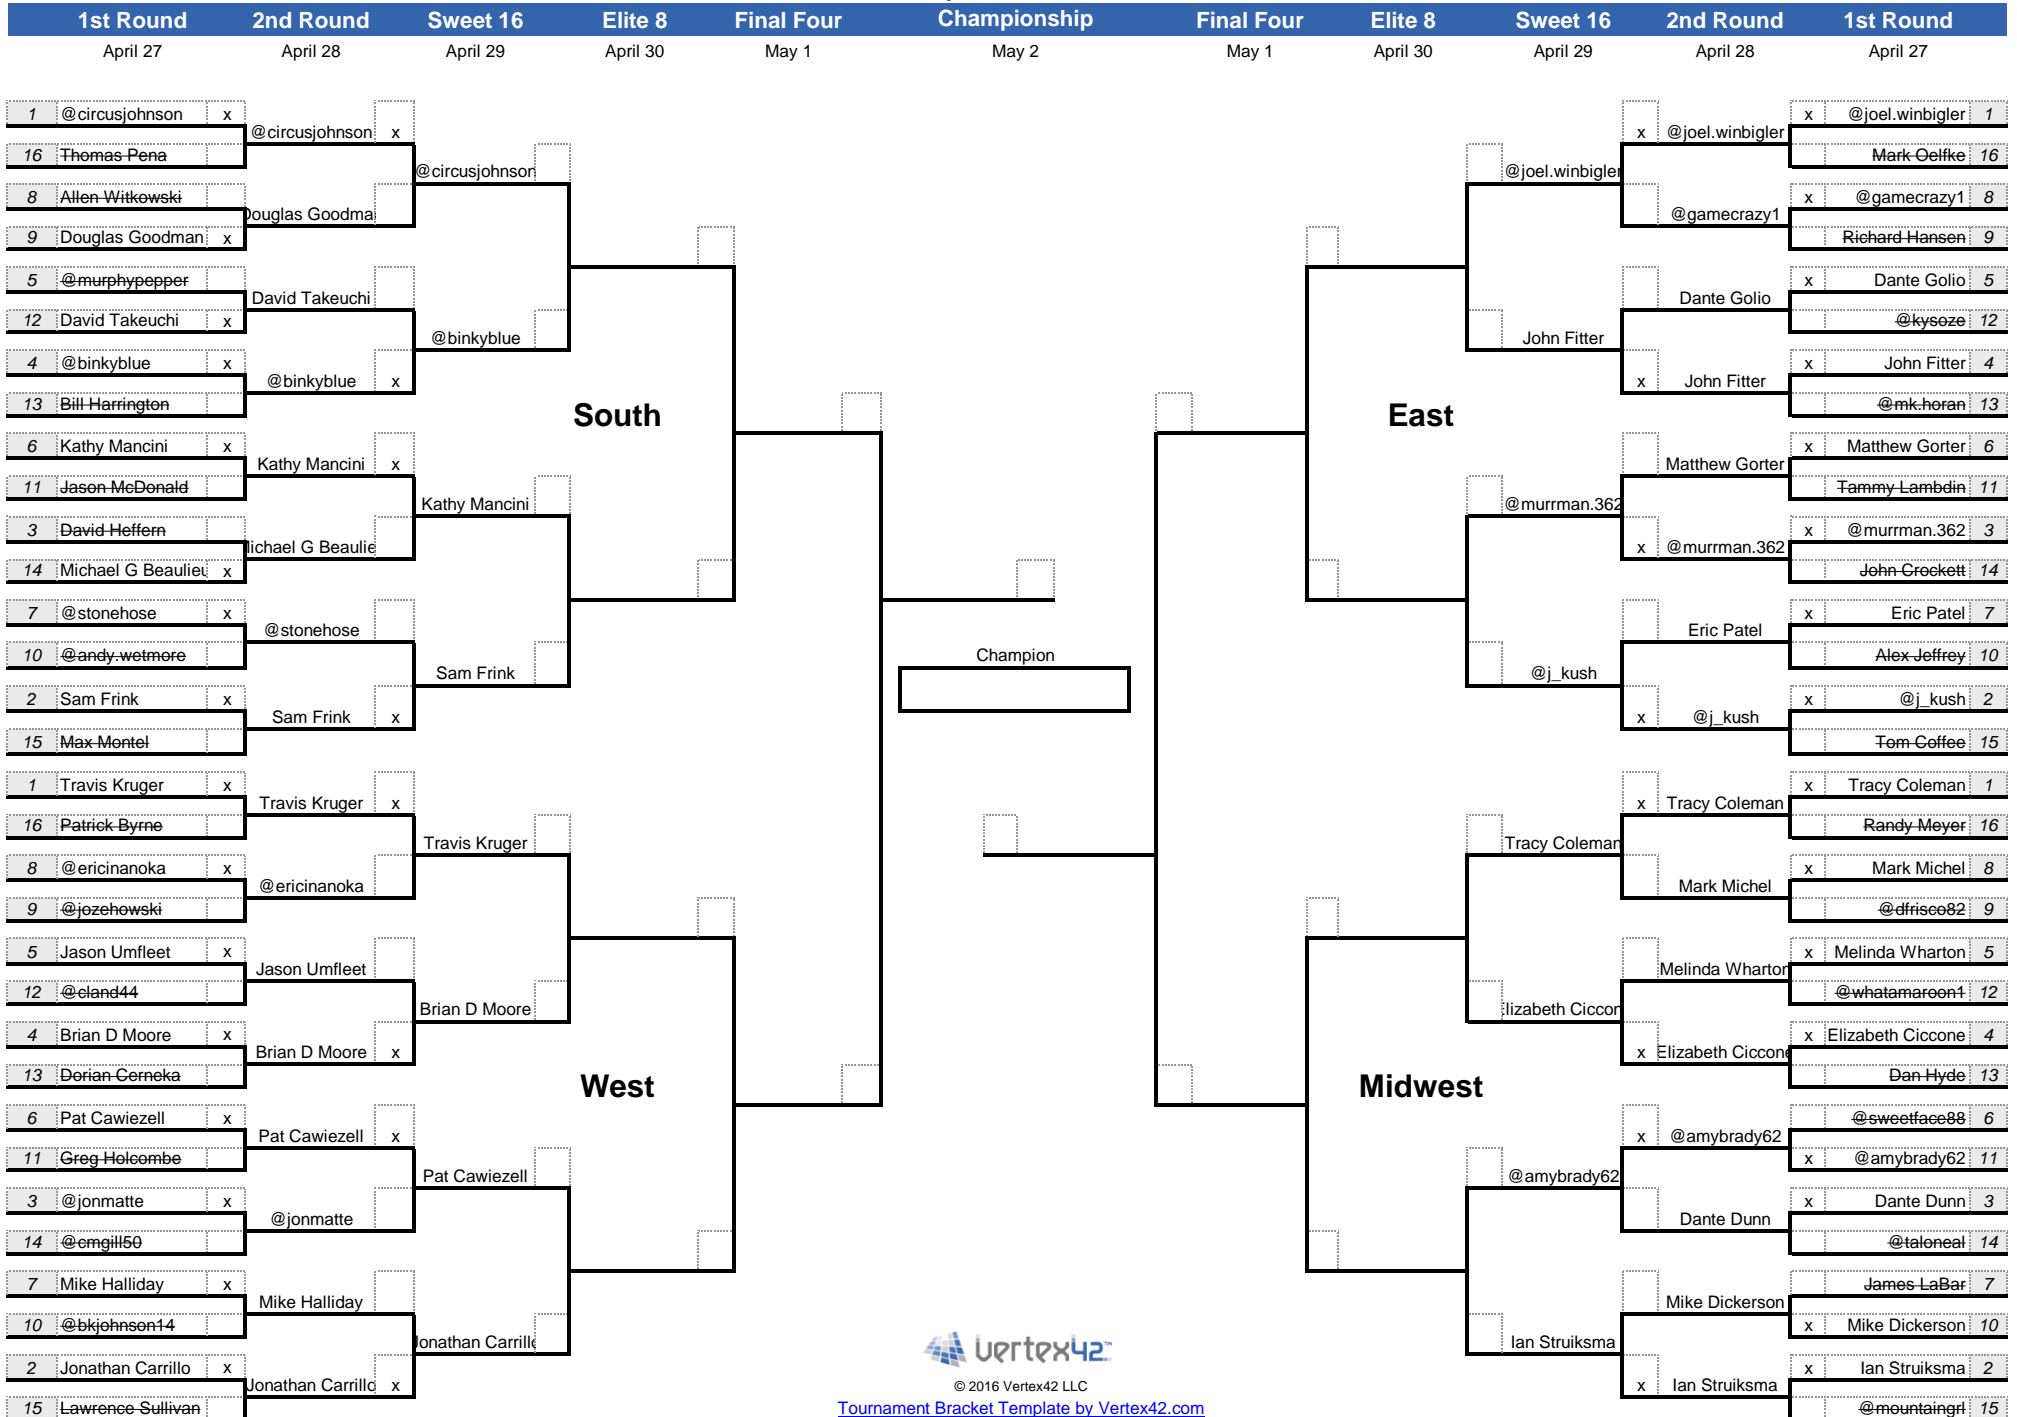 1st Round 2nd Round Sweet 16 Elite 8 Final Four Championship Final Four Elite 8 Sweet 16 2nd Round 1st Round
April 27 April 28 April 29 April 30 May 1 May 2 May 1 April 30 April 29 April 28 April 27
1 @circusjohnson x x @joel.winbigler 1
@circusjohnson x x @joel.winbigler
16 Thomas Pena Mark Oelfke 16
@circusjohnson @joel.winbigler
8 Allen Witkowski x @gamecrazy1 8
Douglas Goodma @gamecrazy1
9 Douglas Goodman x Richard Hansen 9
5 @murphypepper x Dante Golio 5
David Takeuchi Dante Golio
12 David Takeuchi x @kysoze 12
@binkyblue John Fitter
4 @binkyblue x x John Fitter 4
@binkyblue x x John Fitter
13 Bill Harrington @mk.horan 13
South East
6 Kathy Mancini x x Matthew Gorter 6
Kathy Mancini x Matthew Gorter
11 Jason McDonald Tammy Lambdin 11
Kathy Mancini @murrman.362
3 David Heffern x @murrman.362 3
Michael G Beaulie x @murrman.362
14 Michael G Beaulieu x John Crockett 14
7 @stonehose x x Eric Patel 7
@stonehose Eric Patel
10 @andy.wetmore Champion Alex Jeffrey 10
Sam Frink @j_kush
2 Sam Frink x x @j_kush 2
Sam Frink x x @j_kush
15 Max Montel Tom Coffee 15
1 Travis Kruger x x Tracy Coleman 1
Travis Kruger x x Tracy Coleman
16 Patrick Byrne Randy Meyer 16
Travis Kruger Tracy Coleman
8 @ericinanoka x x Mark Michel 8
@ericinanoka Mark Michel
9 @jozehowski @dfrisco82 9
5 Jason Umfleet x x Melinda Wharton 5
Jason Umfleet Melinda Wharton
12 @cland44 @whatamaroon1 12
Brian D Moore Elizabeth Ciccon
4 Brian D Moore x x Elizabeth Ciccone 4
Brian D Moore x x Elizabeth Ciccone
13 Dorian Cerneka Dan Hyde 13
West Midwest
6 Pat Cawiezell x @sweetface88 6
Pat Cawiezell x x @amybrady62
11 Greg Holcombe x @amybrady62 11
Pat Cawiezell @amybrady62
3 @jonmatte x x Dante Dunn 3
@jonmatte Dante Dunn
14 @cmgill50 @taloneal 14
7 Mike Halliday x James LaBar 7
Mike Halliday Mike Dickerson
10 @bkjohnson14 x Mike Dickerson 10
Jonathan Carrillo vertex42™ Ian Struiksma
2 Jonathan Carrillo x x Ian Struiksma 2
Jonathan Carrillo x © 2016 Vertex42 LLC x Ian Struiksma
15 Lawrence Sullivan Tournament Bracket Template by Vertex42.com @mountaingrl 15